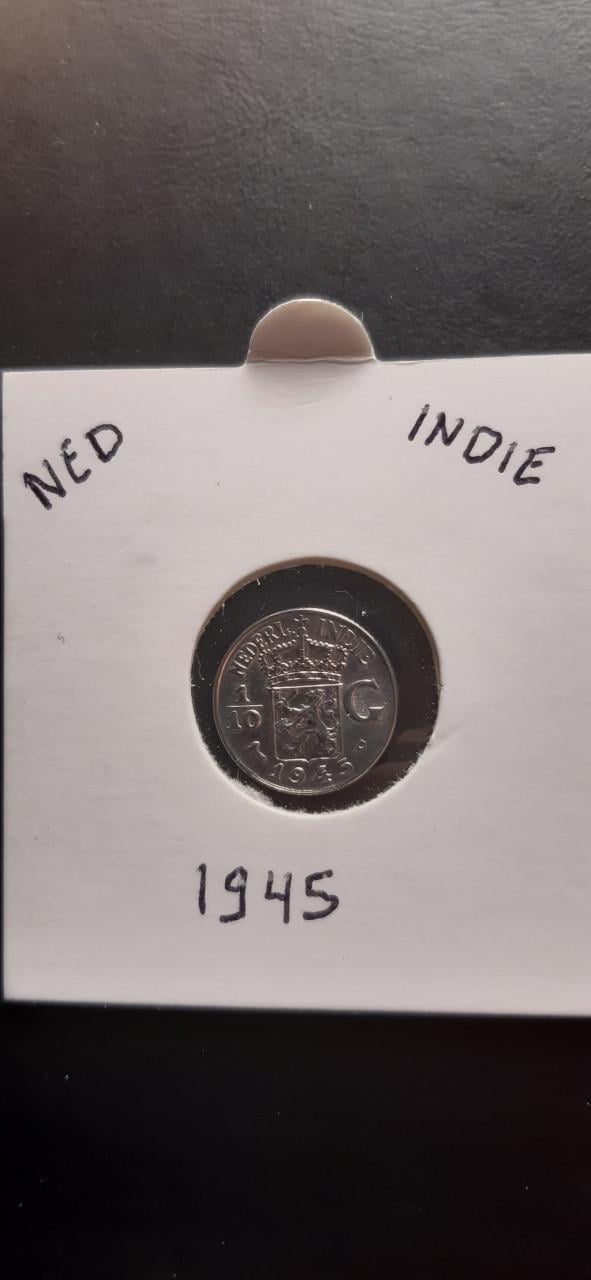 NED INDIE
NEDERL. INDIE
1/10 G
1945
1945